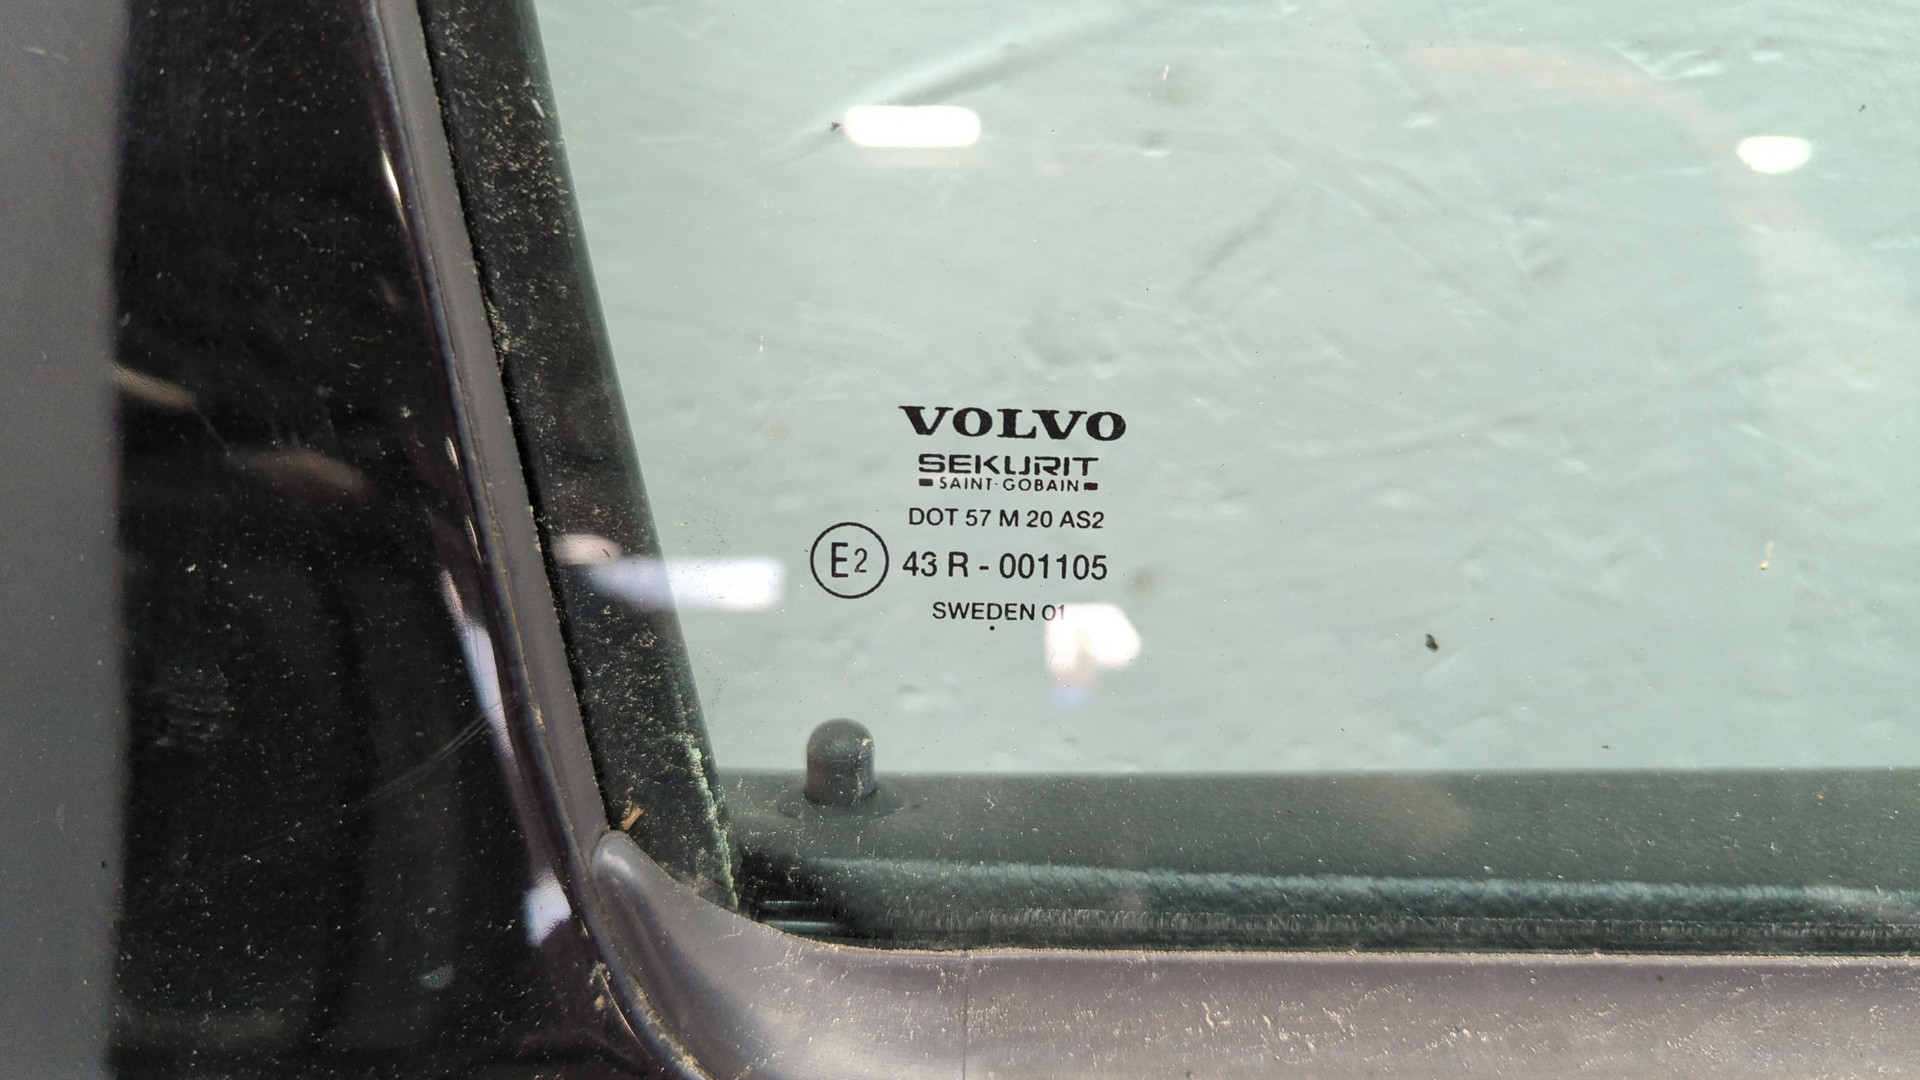 VOLVO
SEKURIT
SAINT-GOBAIN
DOT 57 M 20 AS2
E2 43 R - 001105
SWEDEN 01